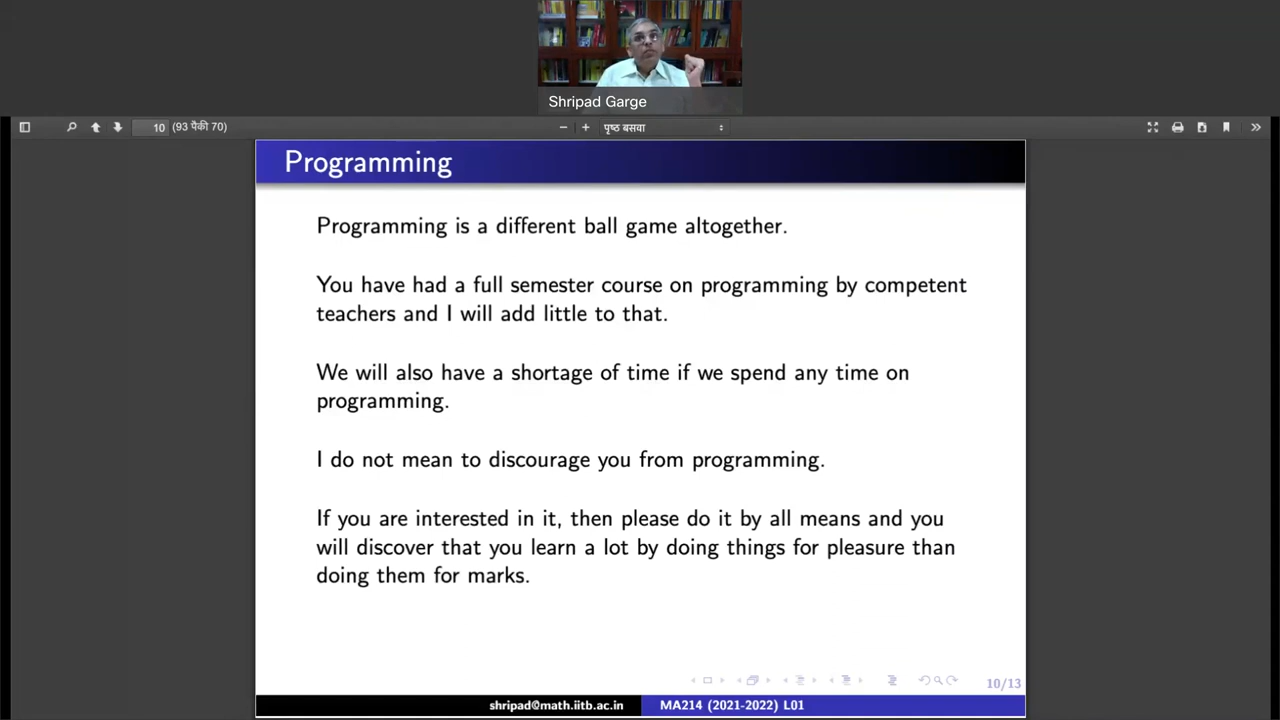 Shripad Garge
10 (93 पैकी 70)
पृष्ठ बसवा
Programming
Programming is a different ball game altogether.
You have had a full semester course on programming by competent
teachers and I will add little to that.
We will also have a shortage of time if we spend any time on
programming.
I do not mean to discourage you from programming.
If you are interested in it, then please do it by all means and you
will discover that you learn a lot by doing things for pleasure than
doing them for marks.
10/13
shripad@math.iitb.ac.in MA214 (2021-2022) L01